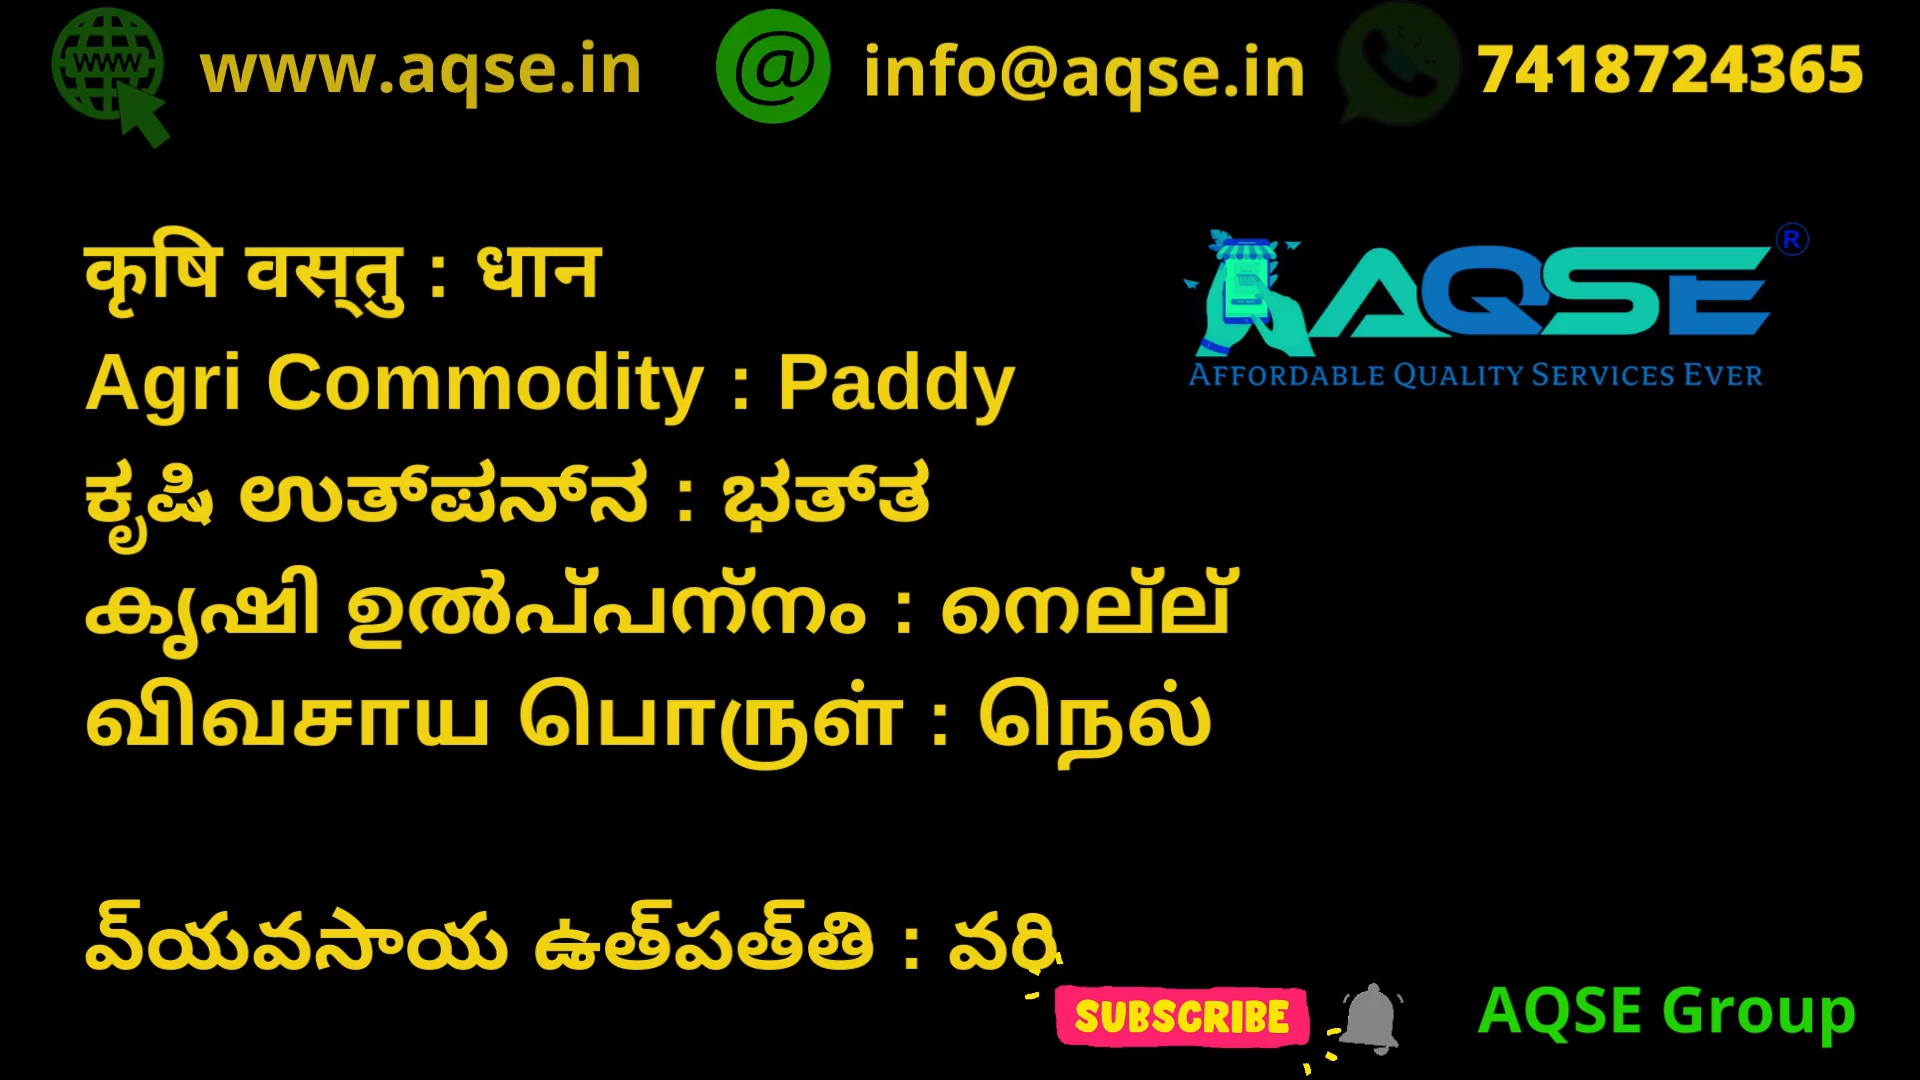 www.aqse.in info@aqse.in 7418724365
कृषि वस्‌तु : धान
AQSE ®
AFFORDABLE QUALITY SERVICES EVER
Agri Commodity : Paddy
ಕೃಷಿ ಉತ್‌ಪನ್‌ನ : ಭತ್‌ತ
കൃഷി ഉൽപ്‌പന്‌നം : നെല്‌ല്
விவசாய பொருள் : நெல்
వ్‌యవసాయ ఉత్‌పత్‌తి : వరి
SUBSCRIBE
AQSE Group